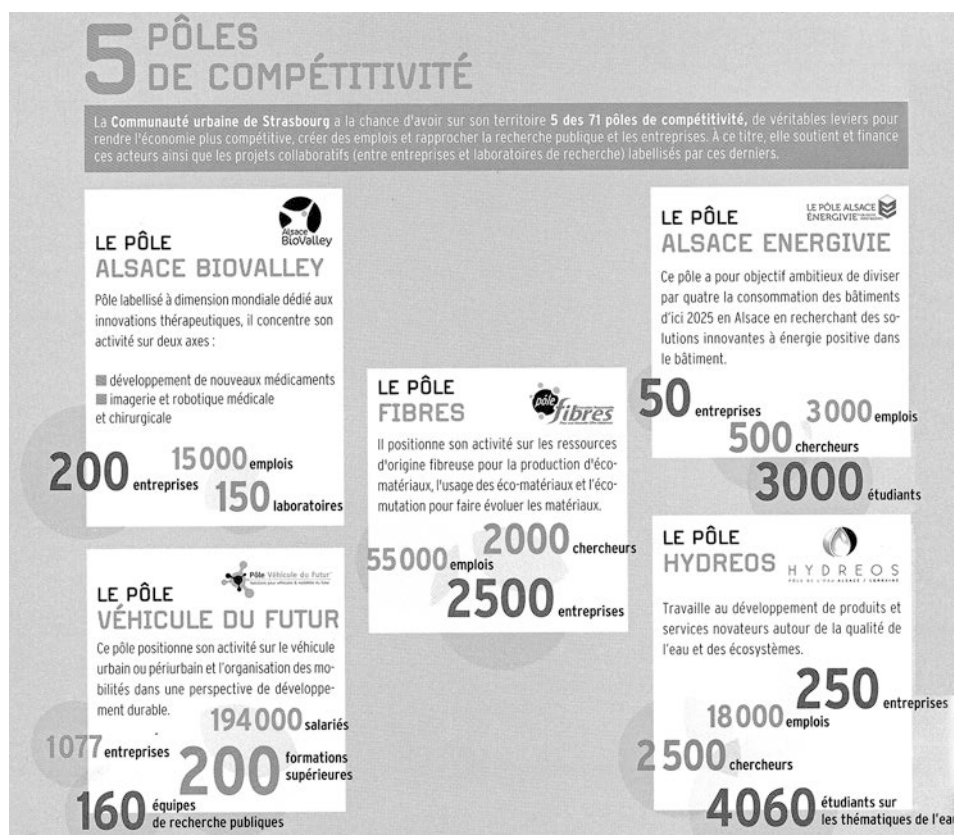 5 PÔLES
DE COMPÉTITIVITÉ
La Communauté urbaine de Strasbourg a la chance d'avoir sur son territoire 5 des 71 pôles de compétitivité, de véritables leviers pour
rendre l'économie plus compétitive, créer des emplois et rapprocher la recherche publique et les entreprises. À ce titre, elle soutient et finance
ces acteurs ainsi que les projets collaboratifs (entre entreprises et laboratoires de recherche) labellisés par ces derniers.
Alsace
BioValley
LE PÔLE
ALSACE BIOVALLEY
Pôle labellisé à dimension mondiale dédié aux
innovations thérapeutiques, il concentre son
activité sur deux axes :
développement de nouveaux médicaments
imagerie et robotique médicale
et chirurgicale
200 entreprises
15000 emplois
150 laboratoires
Pôle Véhicule du Futur
LE PÔLE
VÉHICULE DU FUTUR
Ce pôle positionne son activité sur le véhicule
urbain ou périurbain et l'organisation des mo-
bilités dans une perspective de développe-
ment durable.
194000 salariés
1077 entreprises
200 formations
supérieures
160 équipes
de recherche publiques
LE PÔLE
FIBRES
pôle fibres
Il positionne son activité sur les ressources
d'origine fibreuse pour la production d'éco-
matériaux, l'usage des éco-matériaux et l'éco-
mutation pour faire évoluer les matériaux.
2000 chercheurs
55000 emplois
2500 entreprises
LE PÔLE ALSACE
ÉNERGIVIE
LE PÔLE
ALSACE ENERGIVIE
Ce pôle a pour objectif ambitieux de diviser
par quatre la consommation des bâtiments
d'ici 2025 en Alsace en recherchant des so-
lutions innovantes à énergie positive dans
le bâtiment.
50 entreprises
3000 emplois
500 chercheurs
3000 étudiants
LE PÔLE
HYDREOS
HYDREOS
PÔLE DE L'EAU ALSACE / LORRAINE
Travaille au développement de produits et
services novateurs autour de la qualité de
l'eau et des écosystèmes.
250 entreprises
18000 emplois
2500 chercheurs
4060 étudiants sur
les thématiques de l'eau